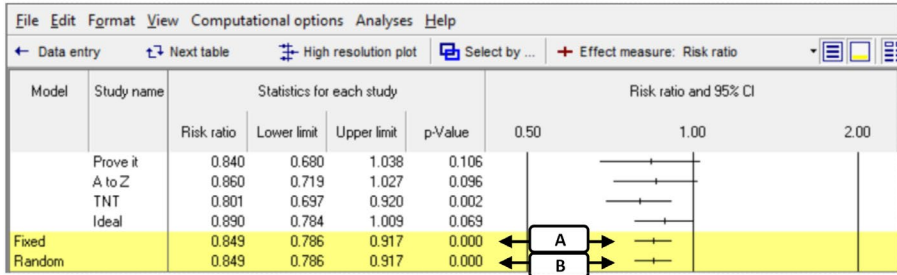 File Edit Format View Computational options Analyses Help
← Data entry Next table High resolution plot Select by ... + Effect measure: Risk ratio
Model Study name Statistics for each study Risk ratio and 95% CI
Risk ratio Lower limit Upper limit p-Value 0.50 1.00 2.00
Prove it 0.840 0.680 1.038 0.106
A to Z 0.860 0.719 1.027 0.096
TNT 0.801 0.697 0.920 0.002
Ideal 0.890 0.784 1.009 0.069
Fixed 0.849 0.786 0.917 0.000 A
Random 0.849 0.786 0.917 0.000 B